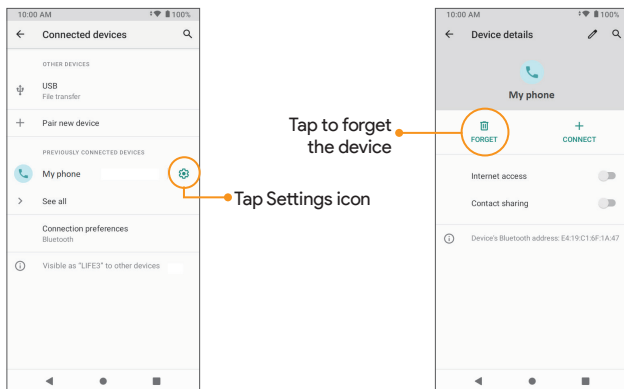 10:00 AM 100%
Connected devices
OTHER DEVICES
USB
File transfer
Pair new device
PREVIOUSLY CONNECTED DEVICES
My phone
See all
Connection preferences
Bluetooth
Visible as "LIFE3" to other devices
Tap Settings icon
Tap to forget
the device
10:00 AM 100%
Device details
My phone
FORGET CONNECT
Internet access
Contact sharing
Device's Bluetooth address: E4:19:C1:6F:1A:47